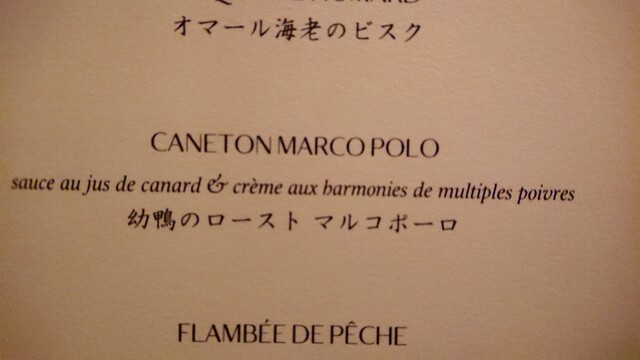 オマール海老のビスク
CANETON MARCO POLO
sauce au jus de canard & crème aux harmonies de multiples poivres
幼鴨のロースト マルコポーロ
FLAMBÉE DE PÊCHE